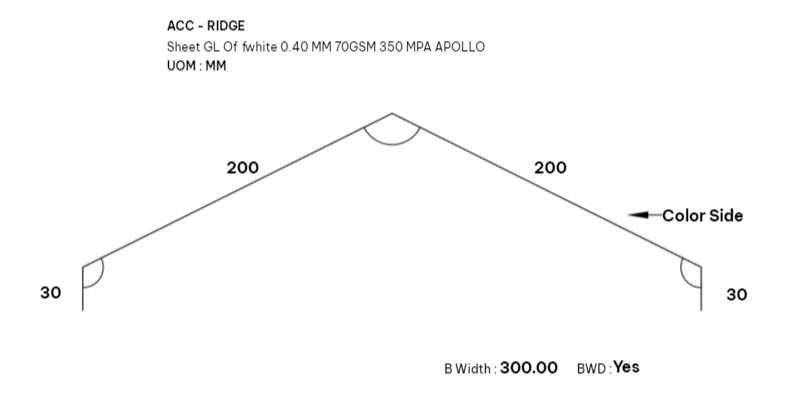 ACC - RIDGE
Sheet GL Of fwhite 0.40 MM 70GSM 350 MPA APOLLO
UOM : MM
200
200
Color Side
30
30
B Width : 300.00 BWD : Yes